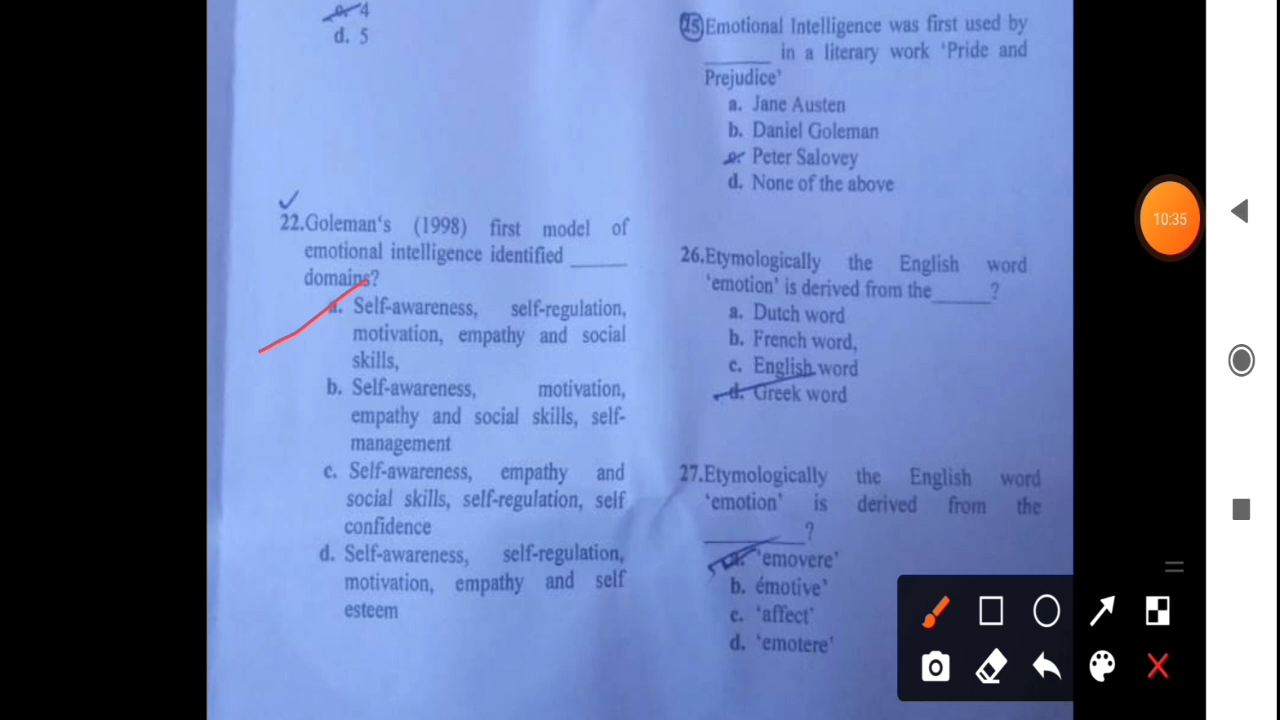 c. 4
d. 5
22.Goleman's (1998) first model of
emotional intelligence identified ______
domains?
a. Self-awareness, self-regulation,
motivation, empathy and social
skills,
b. Self-awareness, motivation,
empathy and social skills, self-
management
c. Self-awareness, empathy and
social skills, self-regulation, self
confidence
d. Self-awareness, self-regulation,
motivation, empathy and self
esteem
25 Emotional Intelligence was first used by
______ in a literary work 'Pride and
Prejudice'
a. Jane Austen
b. Daniel Goleman
c. Peter Salovey
d. None of the above
26.Etymologically the English word
'emotion' is derived from the______?
a. Dutch word
b. French word,
c. English word
d. Greek word
27.Etymologically the English word
'emotion' is derived from the
_________?
a. 'emovere'
b. émotive'
c. 'affect'
d. 'emotere'
10:35